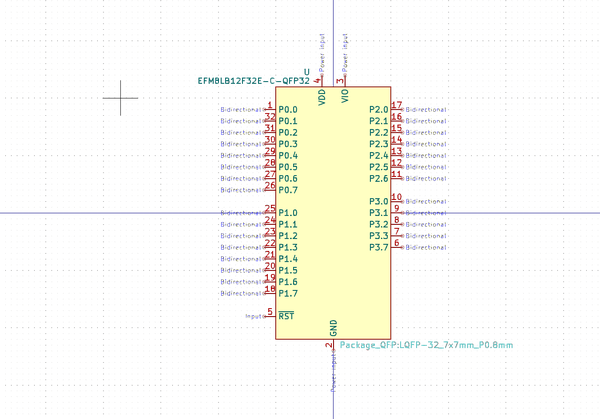 Power input
Power input
U
EFM8LB12F32E-C-QFP32
4
3
VDD
VIO
Bidirectional 1 P0.0 P2.0 17 Bidirectional
Bidirectional 32 P0.1 P2.1 16 Bidirectional
Bidirectional 31 P0.2 P2.2 15 Bidirectional
Bidirectional 30 P0.3 P2.3 14 Bidirectional
Bidirectional 29 P0.4 P2.4 13 Bidirectional
Bidirectional 28 P0.5 P2.5 12 Bidirectional
Bidirectional 27 P0.6 P2.6 11 Bidirectional
Bidirectional 26 P0.7
P3.0 10 Bidirectional
Bidirectional 25 P1.0 P3.1 9 Bidirectional
Bidirectional 24 P1.1 P3.2 8 Bidirectional
Bidirectional 23 P1.2 P3.3 7 Bidirectional
Bidirectional 22 P1.3 P3.7 6 Bidirectional
Bidirectional 21 P1.4
Bidirectional 20 P1.5
Bidirectional 19 P1.6
Bidirectional 18 P1.7
Input 5 RST
GND
2
Package_QFP:LQFP-32_7x7mm_P0.8mm
Power input